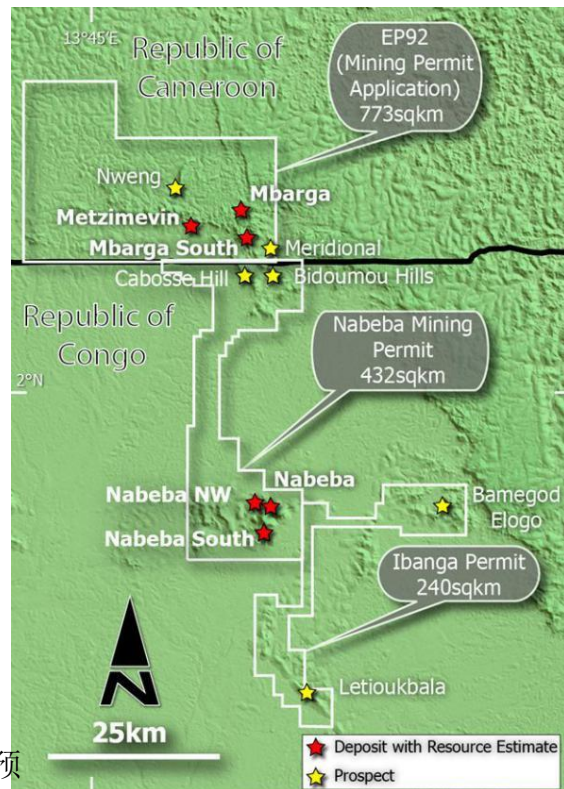 13°45'E
Republic of
Cameroon
EP92
(Mining Permit
Application)
773sqkm
Nweng
Mbarga
Metzimevin
Mbarga South
Meridional
Cabosse Hill
Bidoumou Hills
Republic of
Congo
Nabeba Mining
Permit
432sqkm
2°N
Nabeba NW
Nabeba
Nabeba South
Bamegod
Elogo
Ibanga Permit
240sqkm
N
Letioukbala
25km
预
Deposit with Resource Estimate
Prospect